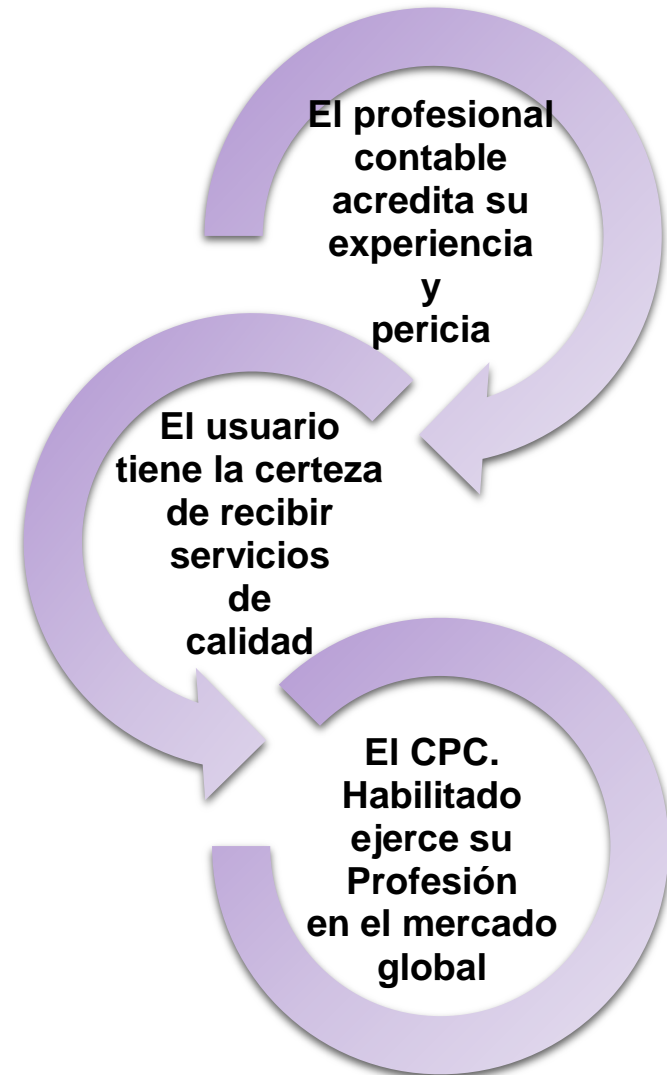 El profesional
contable
acredita su
experiencia
y
pericia
El usuario
tiene la certeza
de recibir
servicios
de
calidad
El CPC.
Habilitado
ejerce su
Profesión
en el mercado
global